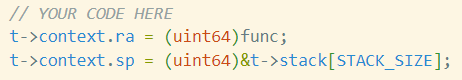 // YOUR CODE HERE
t->context.ra = (uint64)func;
t->context.sp = (uint64)&t->stack[STACK_SIZE];